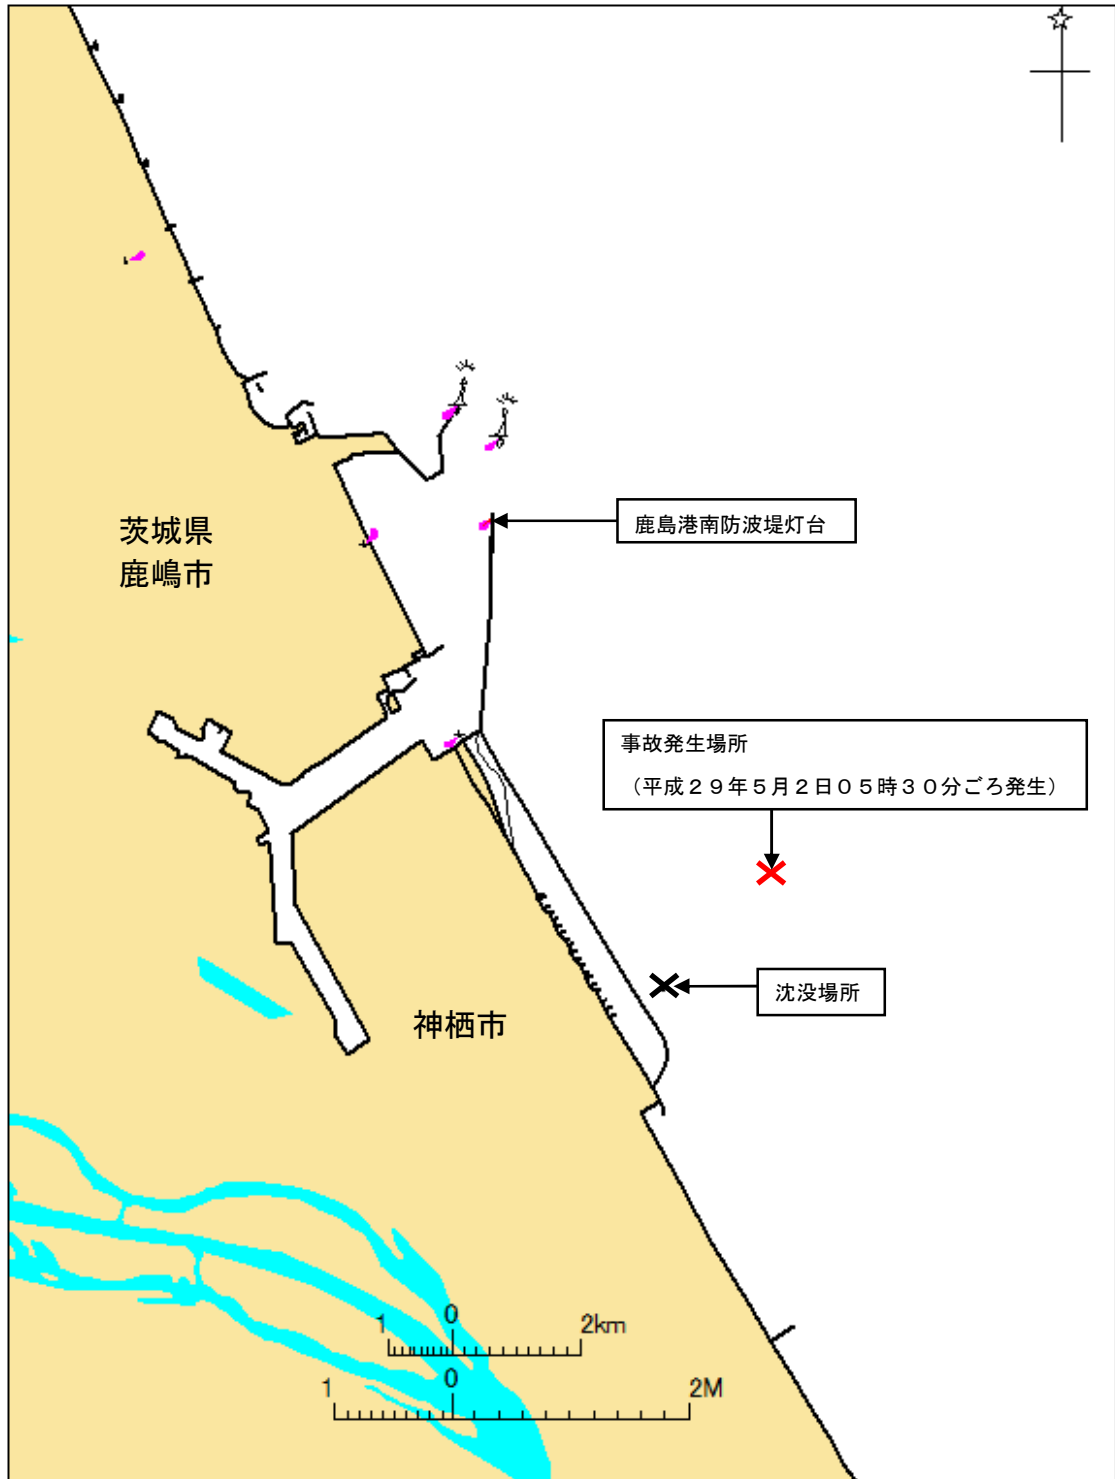 鹿島港南防波堤灯台
茨城県
鹿嶋市
事故発生場所
（平成２９年５月２日０５時３０分ごろ発生）
沈没場所
神栖市
1 0 2km
1 0 2M